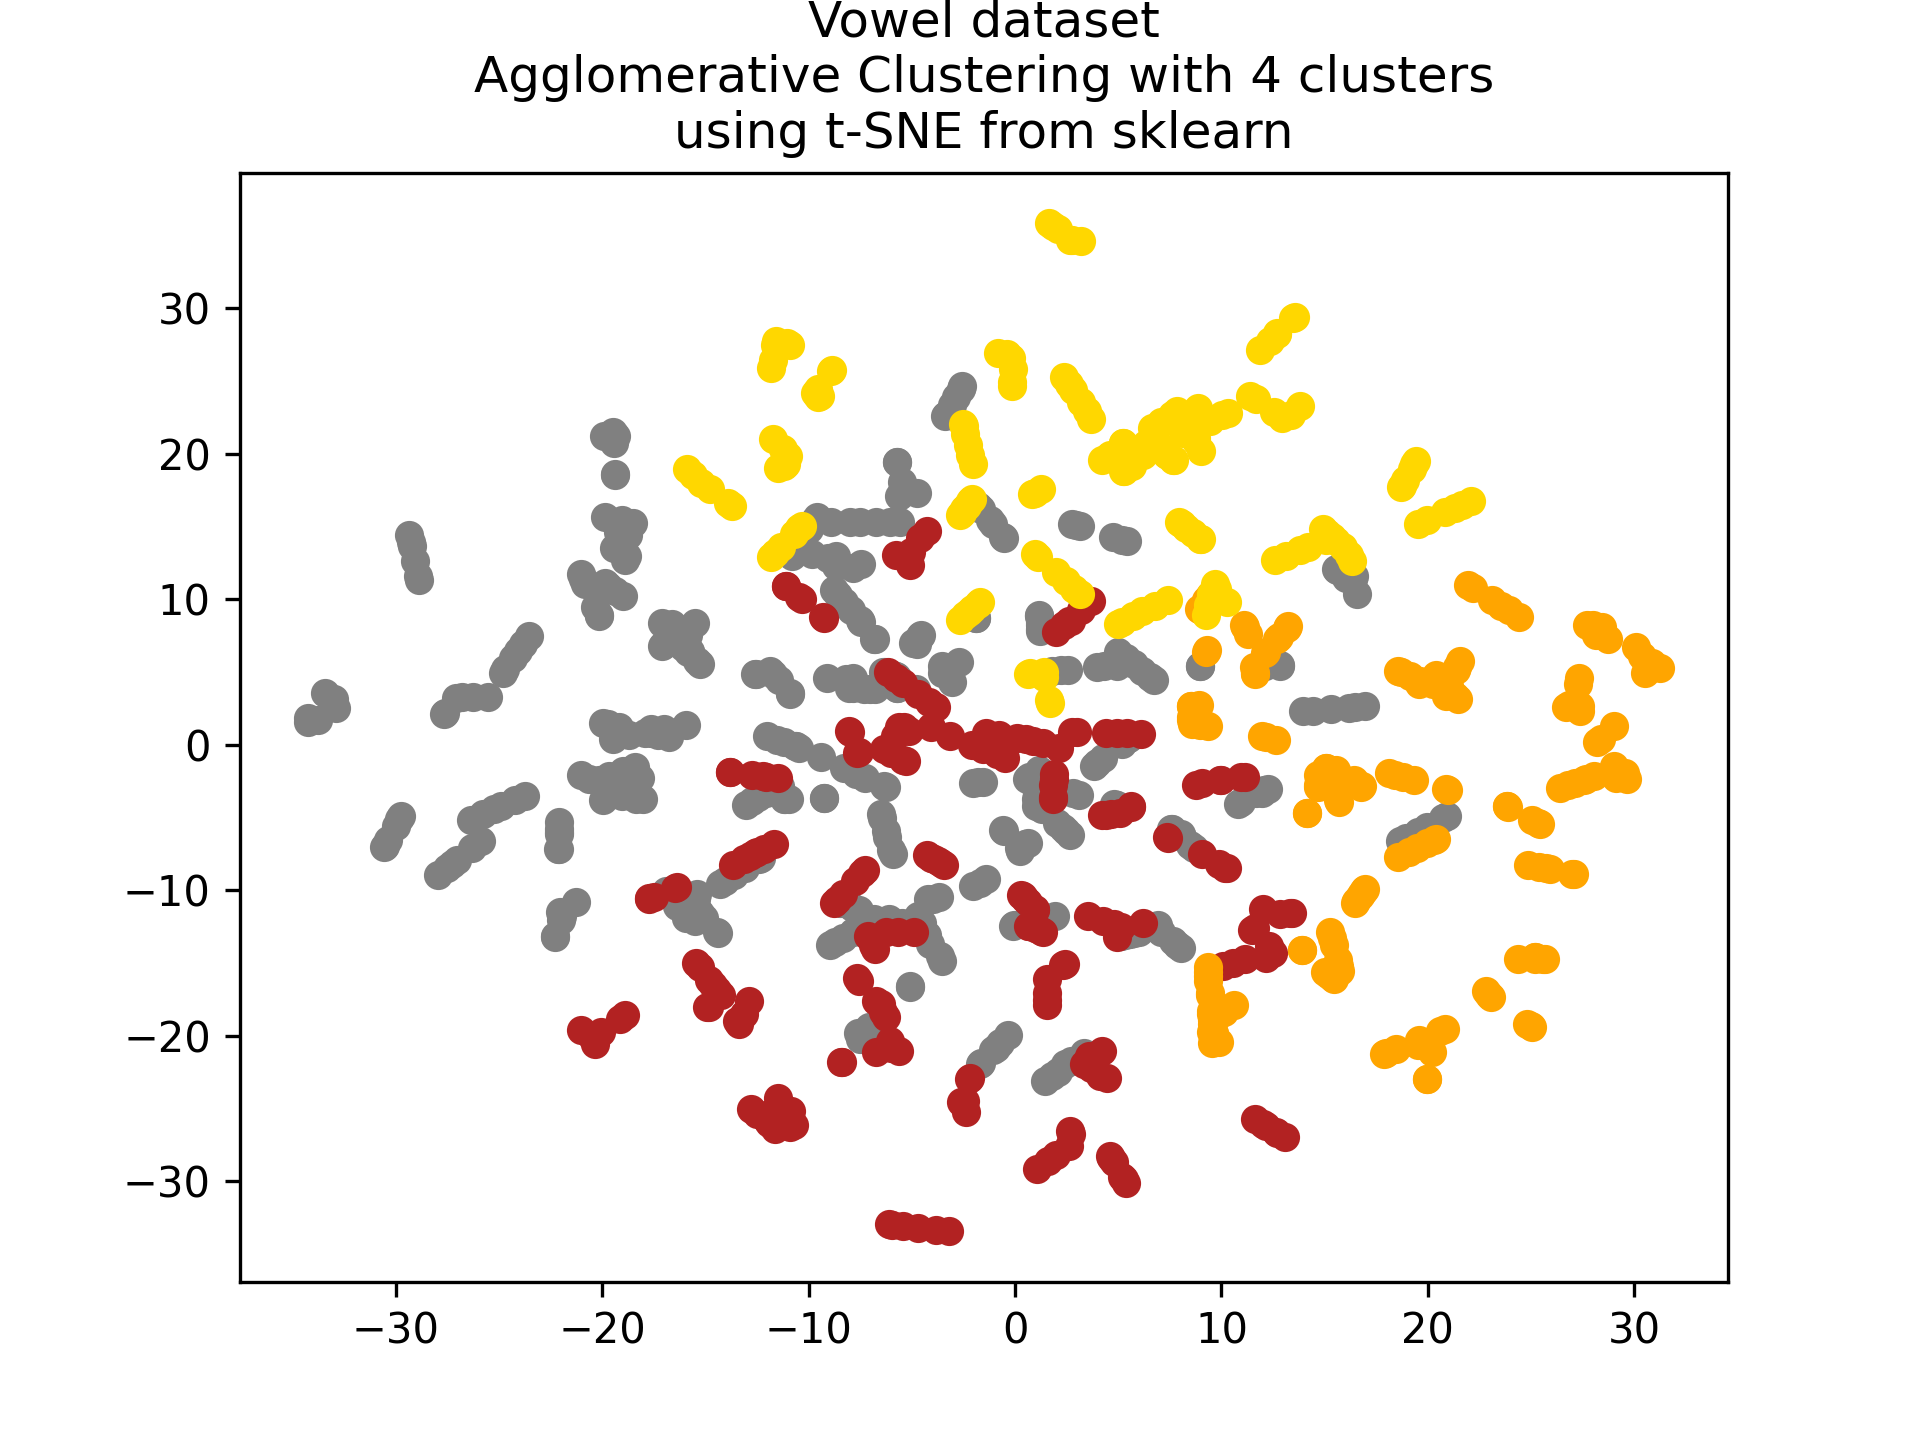 Vowel dataset
Agglomerative Clustering with 4 clusters
using t-SNE from sklearn
30
20
10
0
−10
−20
−30
−30 −20 −10 0 10 20 30